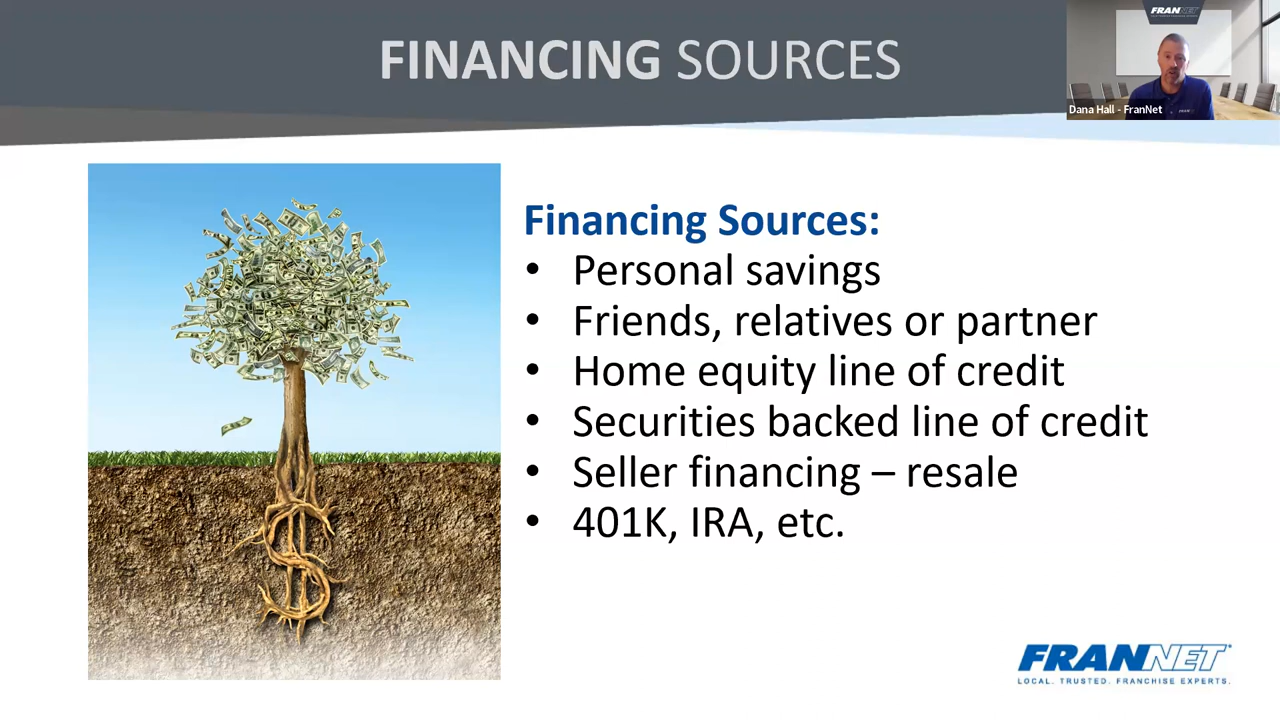 FINANCING SOURCES
FRANNET
Dana Hall - FranNet
Financing Sources:
• Personal savings
• Friends, relatives or partner
• Home equity line of credit
• Securities backed line of credit
• Seller financing – resale
• 401K, IRA, etc.
FRANNET
LOCAL. TRUSTED. FRANCHISE EXPERTS.